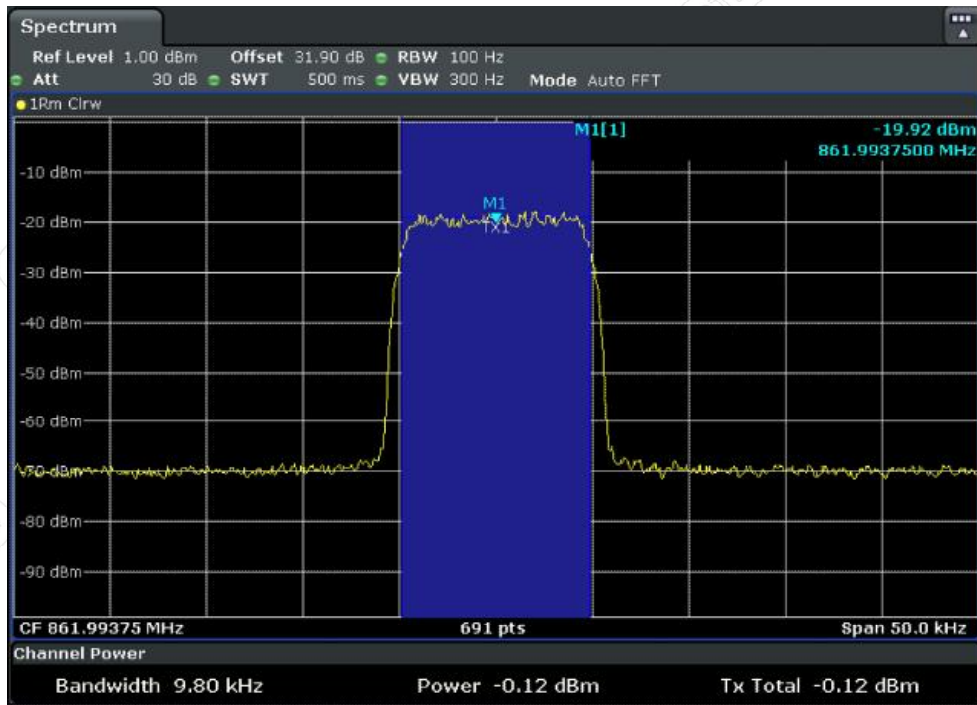 Spectrum
Ref Level 1.00 dBm Offset 31.90 dB RBW 100 Hz
Att 30 dB SWT 500 ms VBW 300 Hz Mode Auto FFT
1Rm Clrw
M1[1] -19.92 dBm
861.9937500 MHz
-10 dBm
M1
-20 dBm
TX1
-30 dBm
-40 dBm
-50 dBm
-60 dBm
-70 dBm
-80 dBm
-90 dBm
CF 861.99375 MHz 691 pts Span 50.0 kHz
Channel Power
Bandwidth 9.80 kHz Power -0.12 dBm Tx Total -0.12 dBm